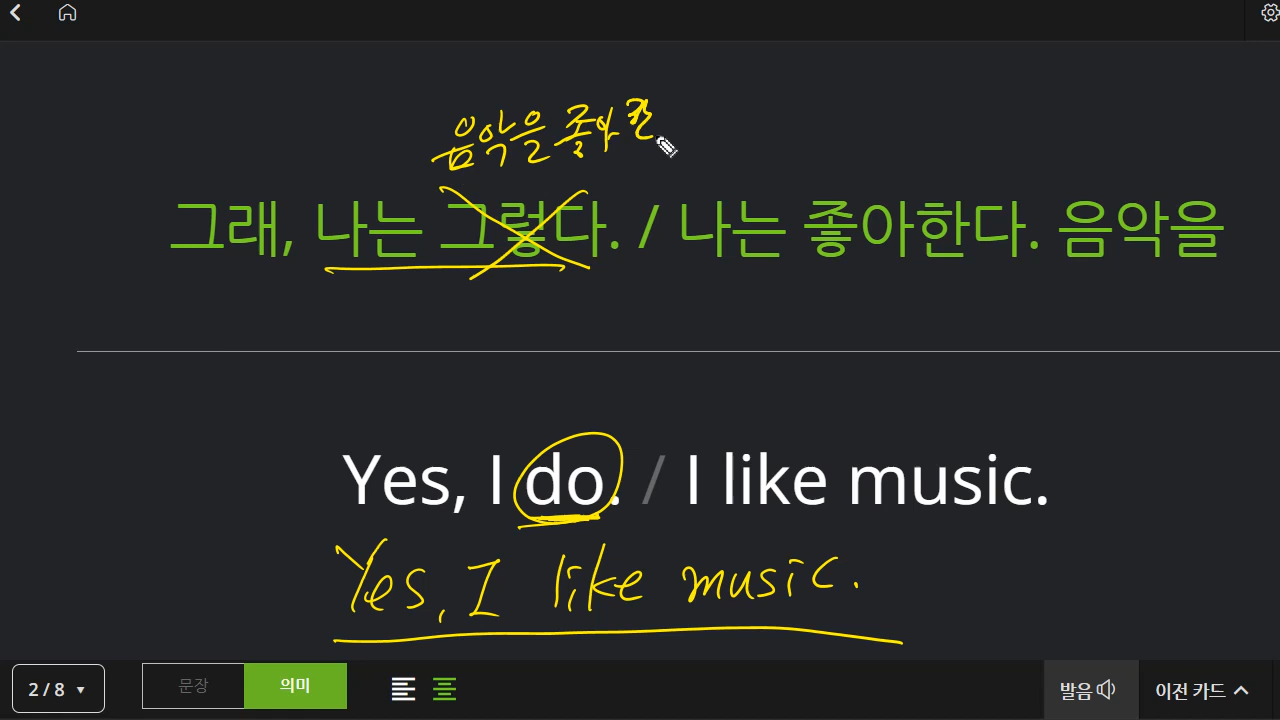 음악을 좋아
그래, 나는 그렇다. / 나는 좋아한다. 음악을
Yes, I do. / I like music.
Yes, I like music.
2 / 8 ▼ 문장 의미 발음 이전 카드